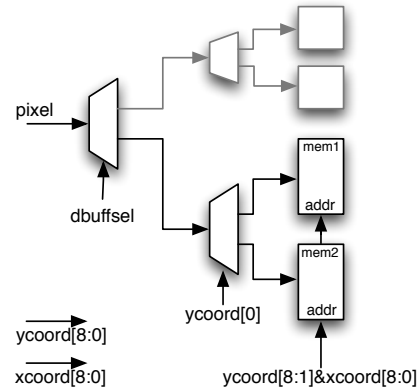 pixel
mem1
dbuffsel
addr
mem2
ycoord[0]
addr
ycoord[8:0]
xcoord[8:0]
ycoord[8:1]&xcoord[8:0]